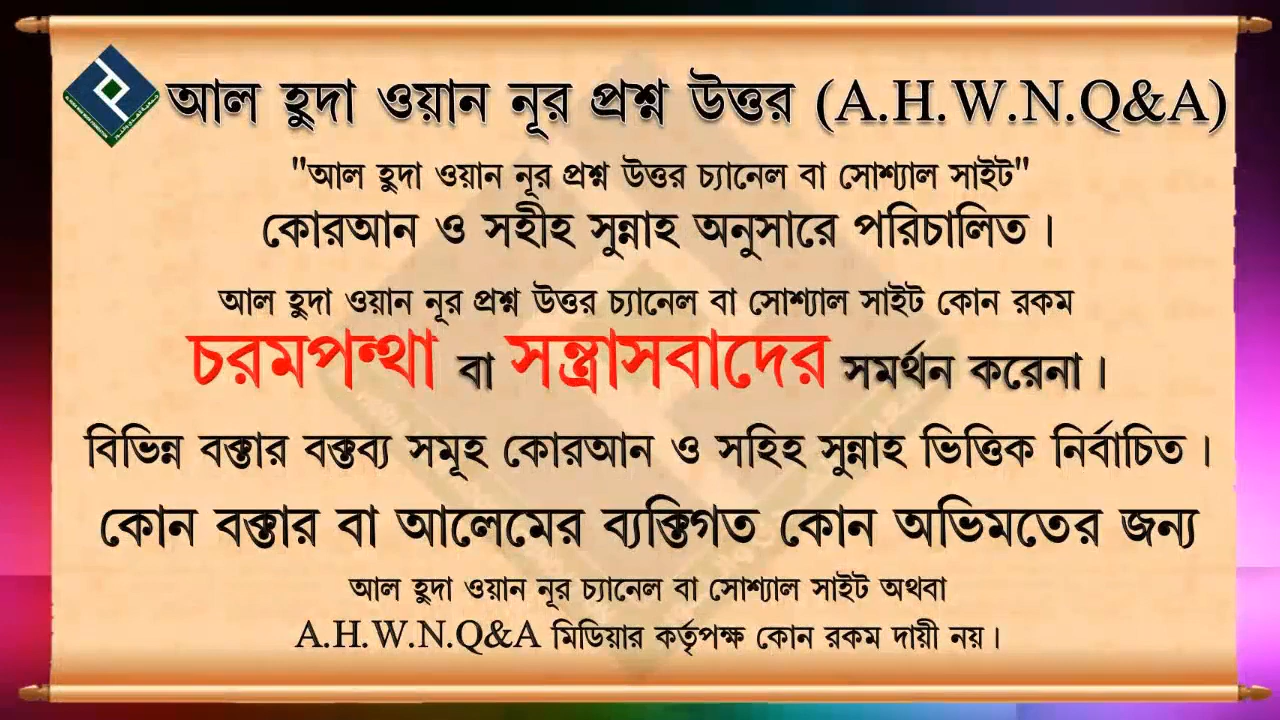 আল হুদা ওয়ান নূর প্রশ্ন উত্তর (A.H.W.N.Q&A)
"আল হুদা ওয়ান নূর প্রশ্ন উত্তর চ্যানেল বা সোশ্যাল সাইট"
কোরআন ও সহীহ সুন্নাহ অনুসারে পরিচালিত।
আল হুদা ওয়ান নূর প্রশ্ন উত্তর চ্যানেল বা সোশ্যাল সাইট কোন রকম
চরমপন্থা বা সন্ত্রাসবাদের সমর্থন করেনা।
বিভিন্ন বক্তার বক্তব্য সমূহ কোরআন ও সহিহ সুন্নাহ ভিত্তিক নির্বাচিত।
কোন বক্তার বা আলেমের ব্যক্তিগত কোন অভিমতের জন্য
আল হুদা ওয়ান নূর চ্যানেল বা সোশ্যাল সাইট অথবা
A.H.W.N.Q&A মিডিয়ার কর্তৃপক্ষ কোন রকম দায়ী নয়।